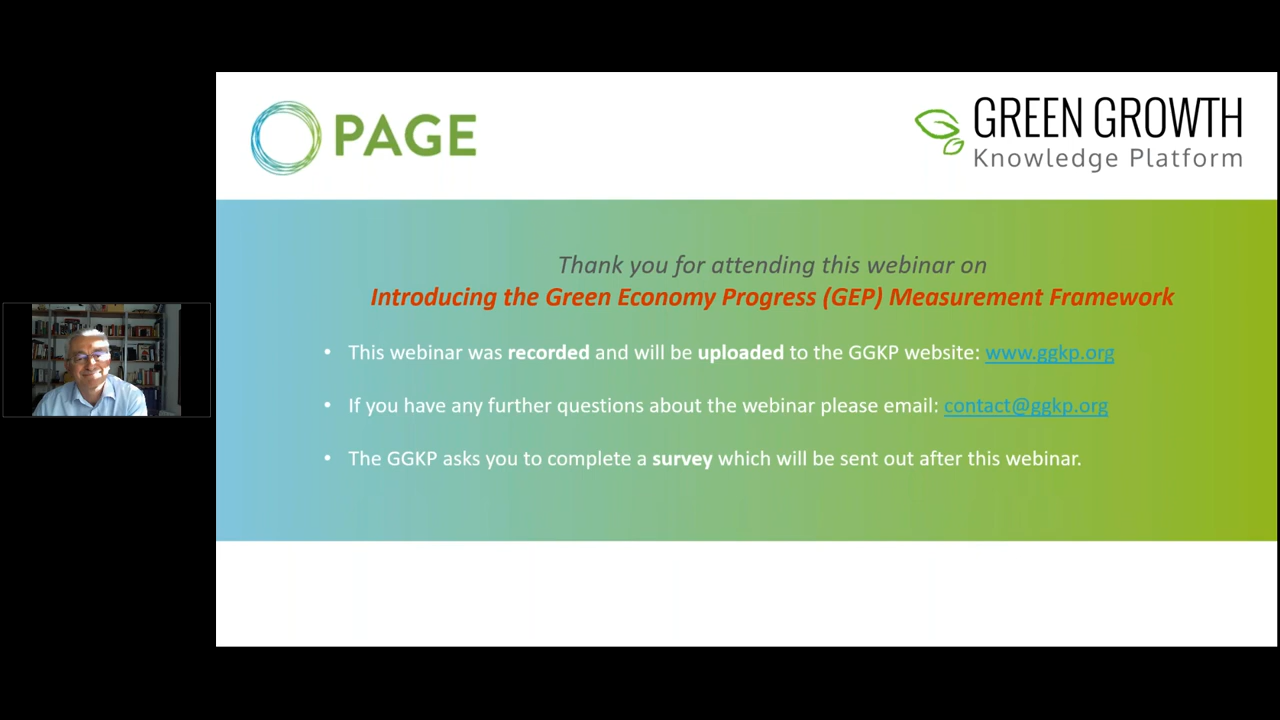 PAGE
GREEN GROWTH
Knowledge Platform
Thank you for attending this webinar on
Introducing the Green Economy Progress (GEP) Measurement Framework
• This webinar was recorded and will be uploaded to the GGKP website: www.ggkp.org
• If you have any further questions about the webinar please email: contact@ggkp.org
• The GGKP asks you to complete a survey which will be sent out after this webinar.